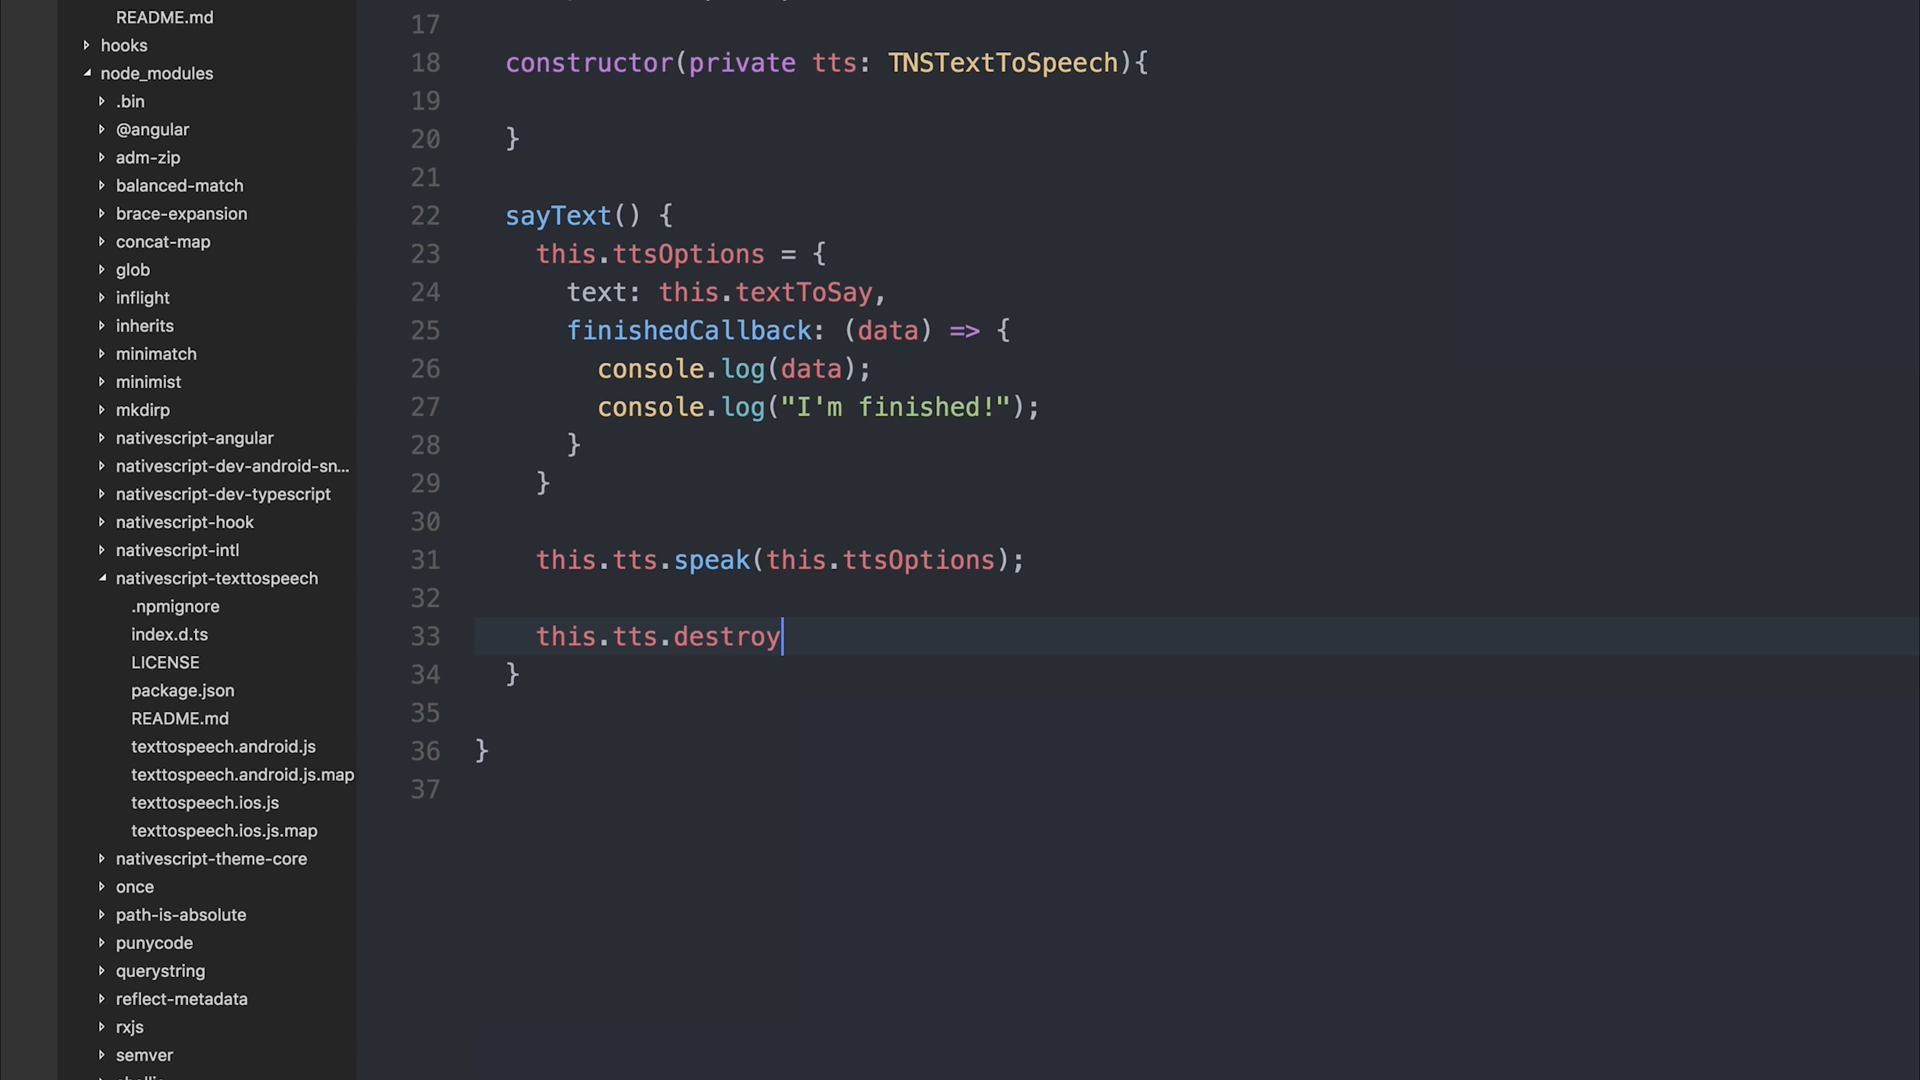 README.md
hooks
node_modules
.bin
@angular
adm-zip
balanced-match
brace-expansion
concat-map
glob
inflight
inherits
minimatch
minimist
mkdirp
nativescript-angular
nativescript-dev-android-sn...
nativescript-dev-typescript
nativescript-hook
nativescript-intl
nativescript-texttospeech
.npmignore
index.d.ts
LICENSE
package.json
README.md
texttospeech.android.js
texttospeech.android.js.map
texttospeech.ios.js
texttospeech.ios.js.map
nativescript-theme-core
once
path-is-absolute
punycode
querystring
reflect-metadata
rxjs
semver
17
18 constructor(private tts: TNSTextToSpeech){
19
20 }
21
22 sayText() {
23 this.ttsOptions = {
24 text: this.textToSay,
25 finishedCallback: (data) => {
26 console.log(data);
27 console.log("I'm finished!");
28 }
29 }
30
31 this.tts.speak(this.ttsOptions);
32
33 this.tts.destroy
34 }
35
36 }
37